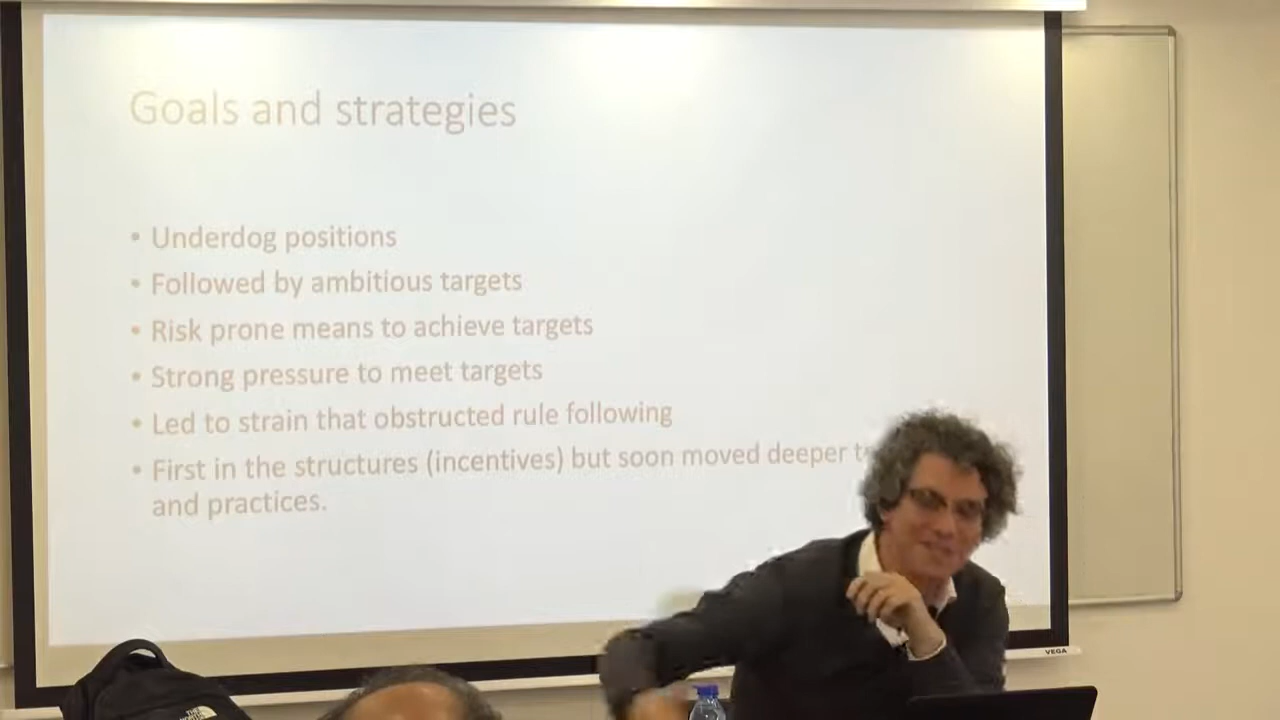 Goals and strategies
• Underdog positions
• Followed by ambitious targets
• Risk prone means to achieve targets
• Strong pressure to meet targets
• Led to strain that obstructed rule following
• First in the structures (incentives) but soon moved deeper
and practices.
VEGA
THE